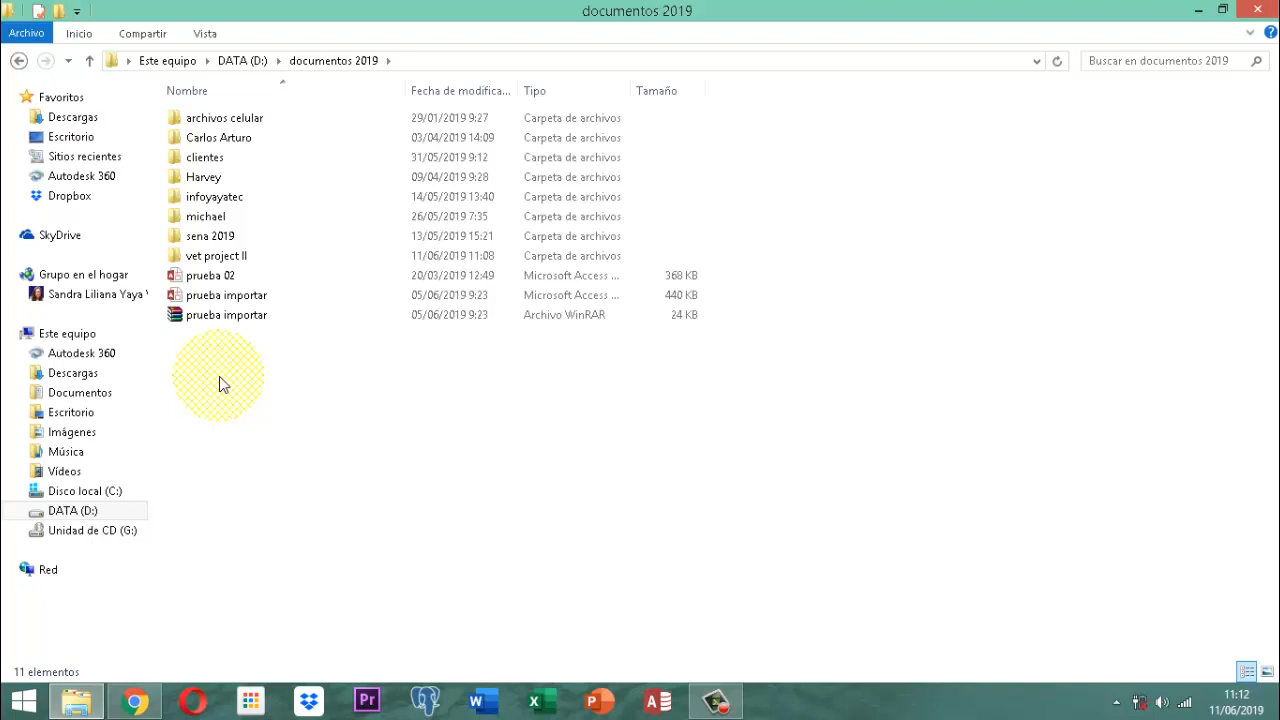 documentos 2019
Archivo Inicio Compartir Vista
Este equipo DATA (D:) documentos 2019 Buscar en documentos 2019
Nombre Fecha de modifica... Tipo Tamaño
archivos celular 29/01/2019 9:27 Carpeta de archivos
Carlos Arturo 03/04/2019 14:09 Carpeta de archivos
clientes 31/05/2019 9:12 Carpeta de archivos
Harvey 09/04/2019 9:28 Carpeta de archivos
infoyayatec 14/05/2019 13:40 Carpeta de archivos
michael 26/05/2019 7:35 Carpeta de archivos
sena 2019 13/05/2019 15:21 Carpeta de archivos
vet project II 11/06/2019 11:08 Carpeta de archivos
prueba 02 20/03/2019 12:49 Microsoft Access ... 368 KB
prueba importar 05/06/2019 9:23 Microsoft Access ... 440 KB
prueba importar 05/06/2019 9:23 Archivo WinRAR 24 KB
Favoritos
Descargas
Escritorio
Sitios recientes
Autodesk 360
Dropbox
SkyDrive
Grupo en el hogar
Sandra Liliana Yaya
Este equipo
Autodesk 360
Descargas
Documentos
Escritorio
Imágenes
Música
Vídeos
Disco local (C:)
DATA (D:)
Unidad de CD (G:)
Red
11 elementos
Pr
11:12
11/06/2019